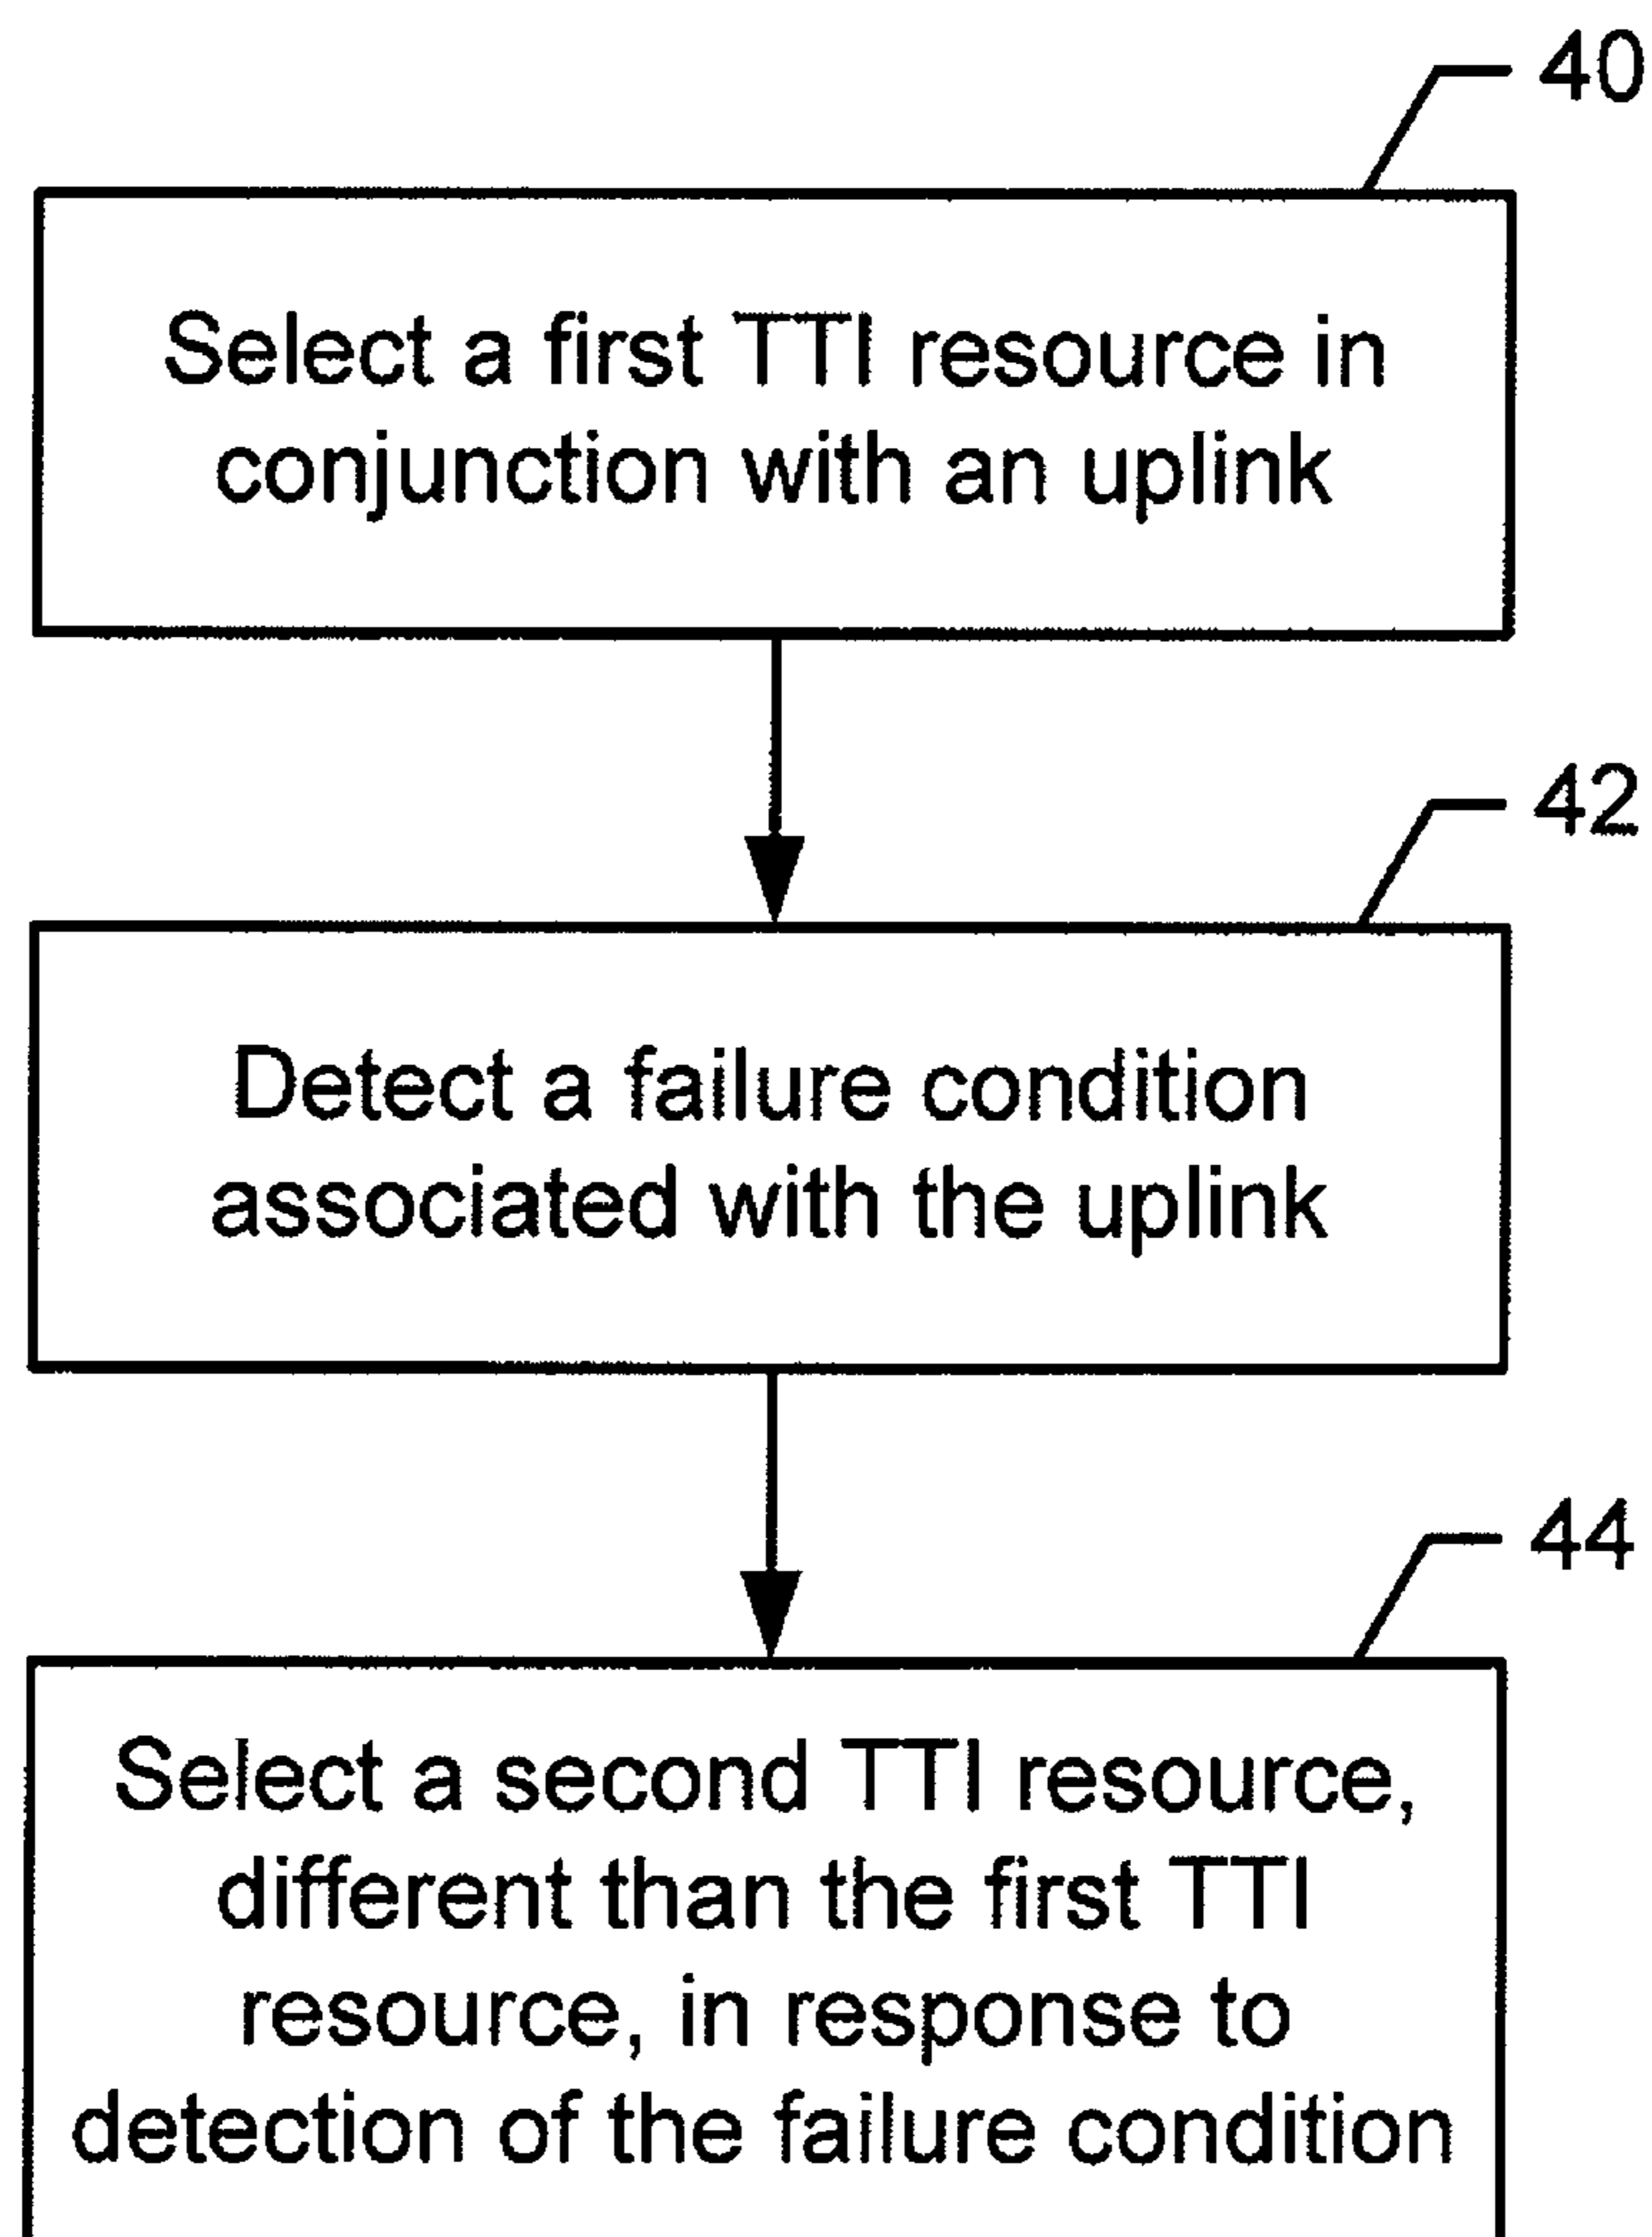 40
Select a first TTI resource in
conjunction with an uplink
42
Detect a failure condition
associated with the uplink
44
Select a second TTI resource,
different than the first TTI
resource, in response to
detection of the failure condition